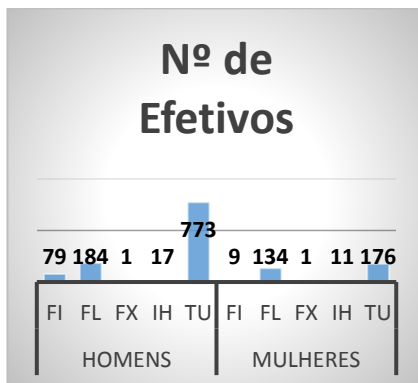 Nº de
Efetivos
79 184 1 17 773 9 134 1 11 176
FI FL FX IH TU FI FL FX IH TU
HOMENS MULHERES